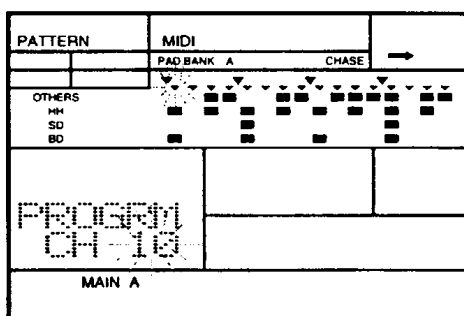 PATTERN MIDI
PAD BANK A CHASE
OTHERS
HH
SD
BD
PROGRM
CH 10
MAIN A